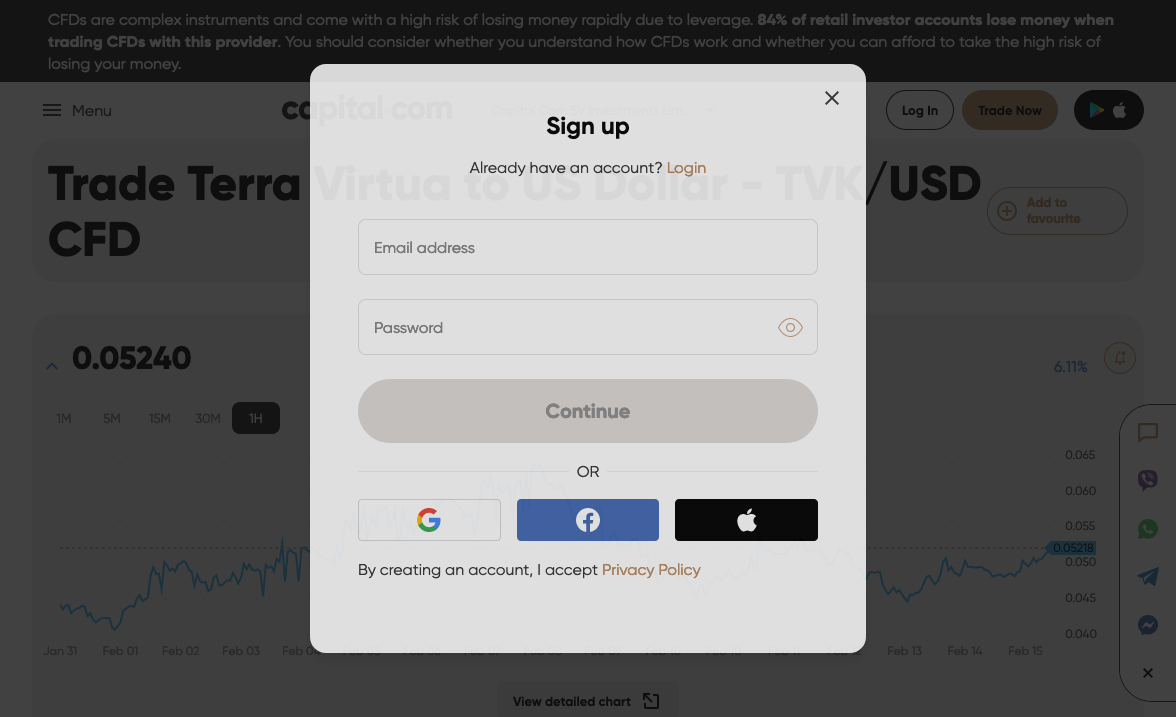 CFDs are complex instruments and come with a high risk of losing money rapidly due to leverage. 84% of retail investor accounts lose money when
trading CFDs with this provider. You should consider whether you understand how CFDs work and whether you can afford to take the high risk of
losing your money.
Menu
capital.com
Log In
Trade Now
Trade Terra Virtua to US Dollar - TVK/USD
CFD
Add to
favourite
Sign up
Already have an account? Login
Email address
Password
Continue
OR
By creating an account, I accept Privacy Policy
0.05240
6.11%
1M 5M 15M 30M 1H
0.065
0.060
0.055
0.05218
0.050
0.045
0.040
Jan 31 Feb 01 Feb 02 Feb 03 Feb 04 Feb 13 Feb 14 Feb 15
View detailed chart